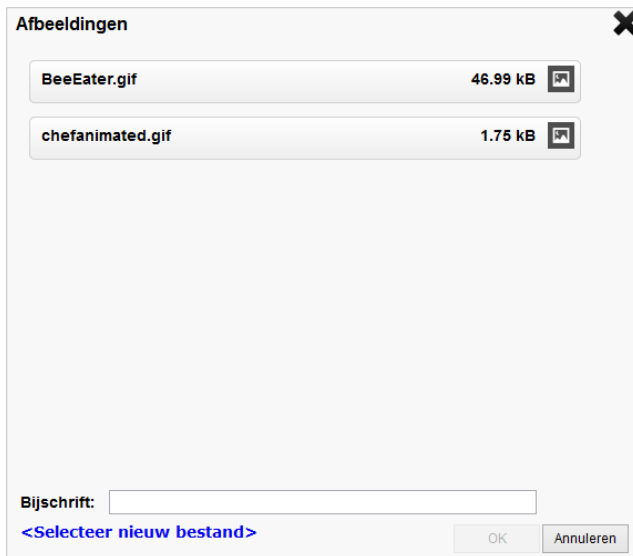 Afbeeldingen
BeeEater.gif 46.99 kB
chefanimated.gif 1.75 kB
Bijschrift:
<Selecteer nieuw bestand>
OK Annuleren